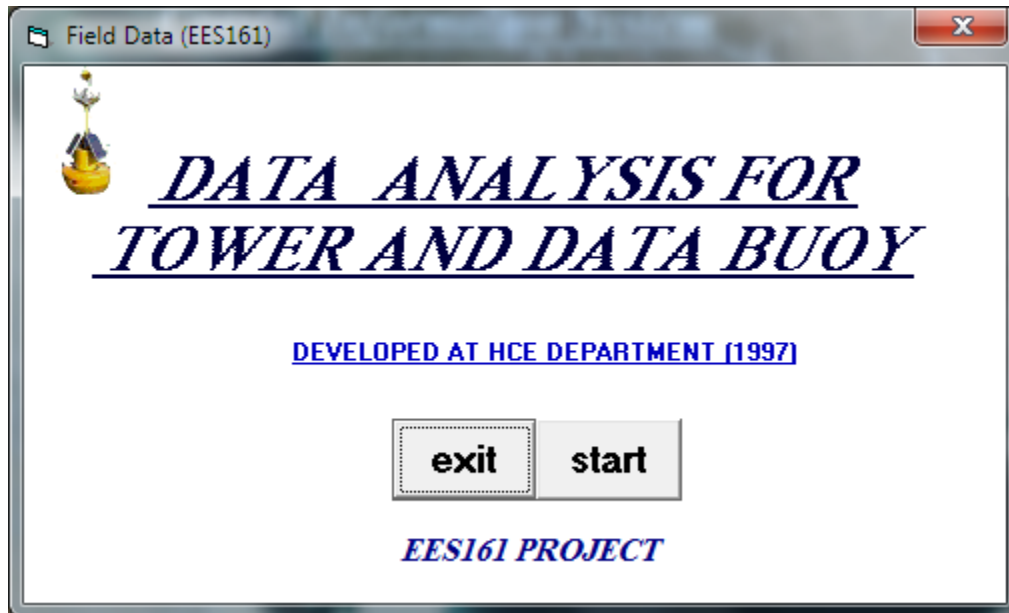 Field Data (EES161)
DATA ANALYSIS FOR
TOWER AND DATA BUOY
DEVELOPED AT HCE DEPARTMENT (1997)
exit start
EES161 PROJECT